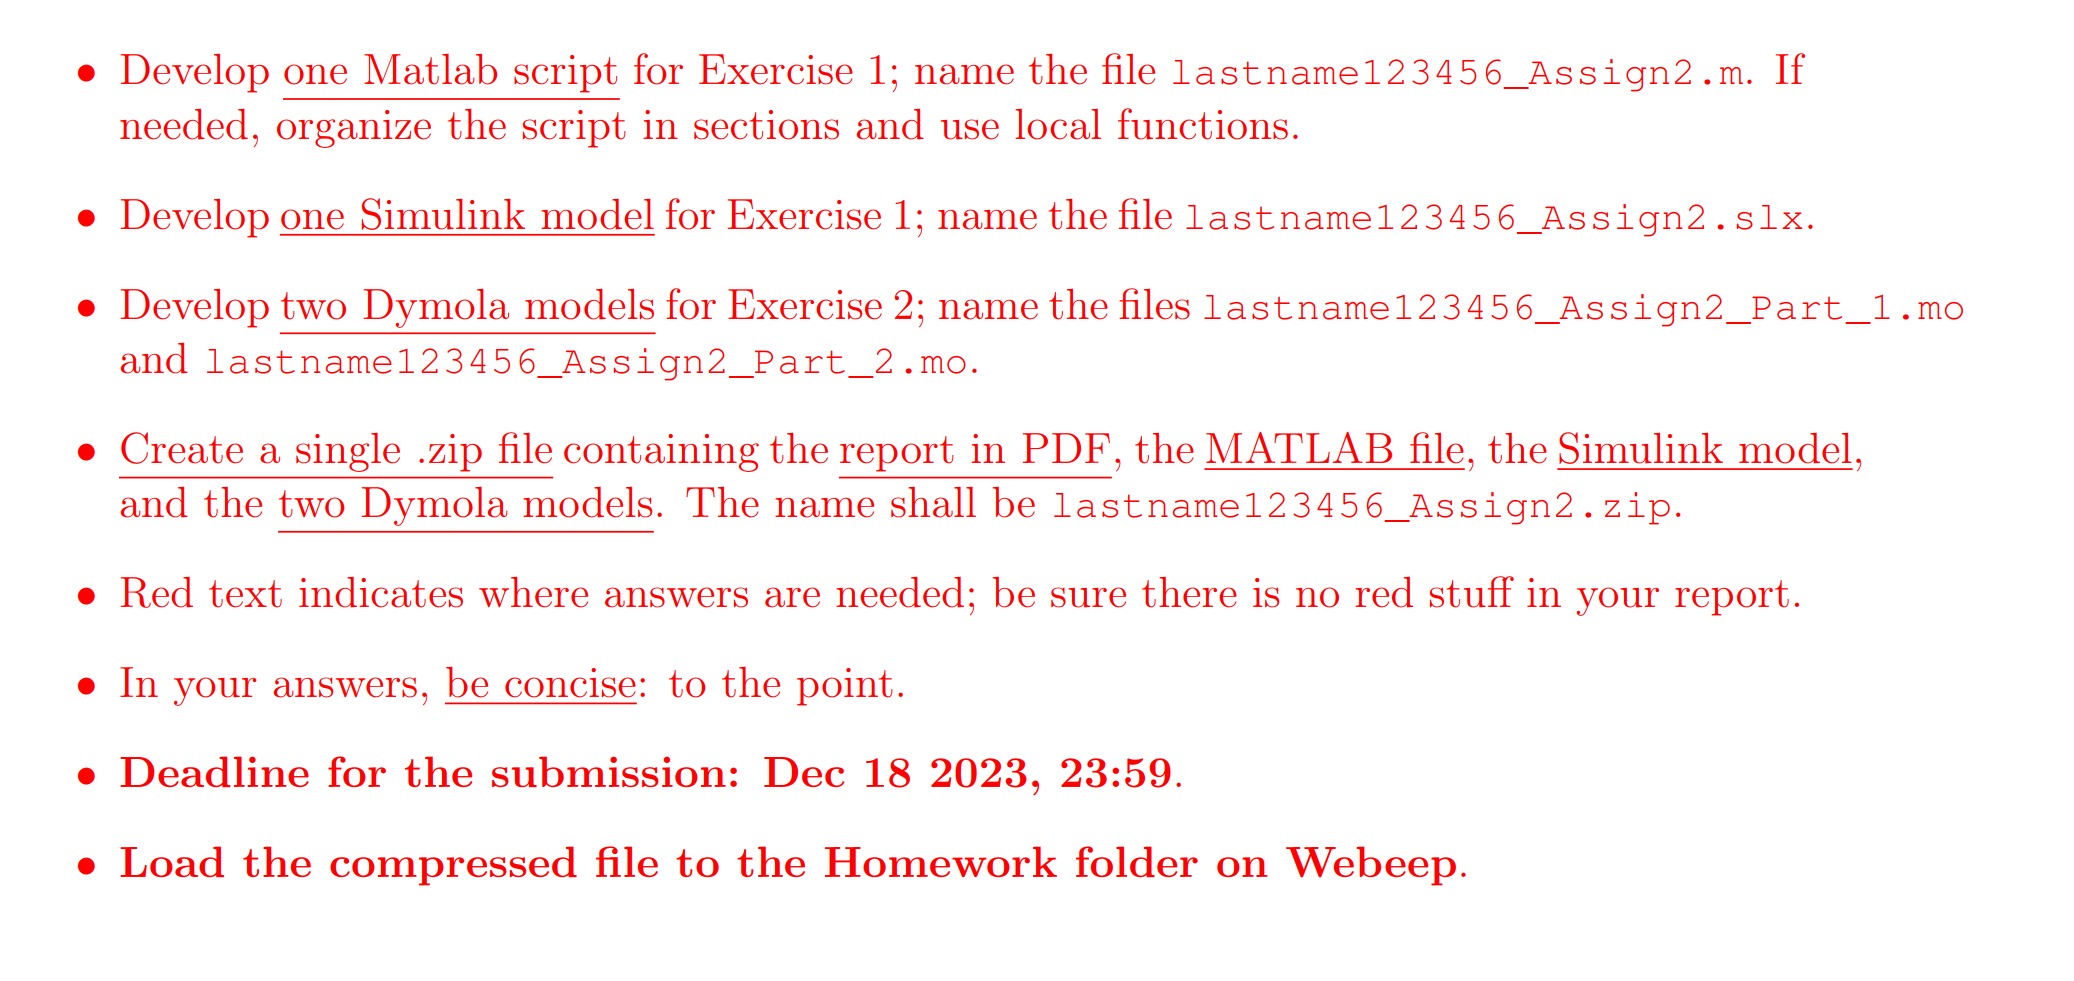 • Develop one Matlab script for Exercise 1; name the file lastname123456_Assign2.m. If
needed, organize the script in sections and use local functions.
• Develop one Simulink model for Exercise 1; name the file lastname123456_Assign2.slx.
• Develop two Dymola models for Exercise 2; name the files lastname123456_Assign2_Part_1.mo
and lastname123456_Assign2_Part_2.mo.
• Create a single .zip file containing the report in PDF, the MATLAB file, the Simulink model,
and the two Dymola models. The name shall be lastname123456_Assign2.zip.
• Red text indicates where answers are needed; be sure there is no red stuff in your report.
• In your answers, be concise: to the point.
• Deadline for the submission: Dec 18 2023, 23:59.
• Load the compressed file to the Homework folder on Webeep.